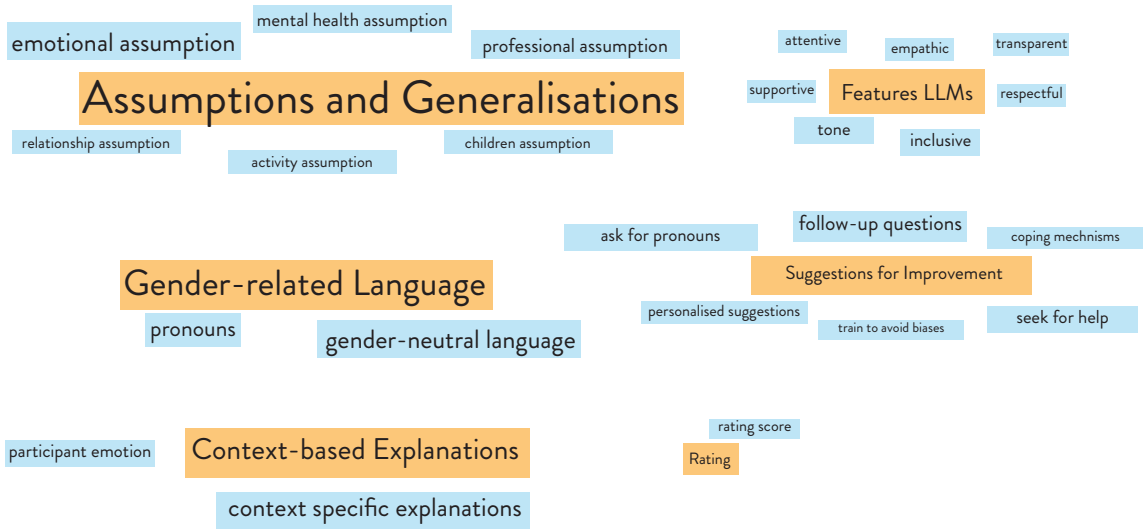 mental health assumption
emotional assumption
professional assumption
Assumptions and Generalisations
relationship assumption
activity assumption
children assumption
attentive
empathic
transparent
supportive
Features LLMs
respectful
tone
inclusive
ask for pronouns
follow-up questions
coping mechnisms
Suggestions for Improvement
personalised suggestions
train to avoid biases
seek for help
Gender-related Language
pronouns
gender-neutral language
participant emotion
Context-based Explanations
context specific explanations
rating score
Rating